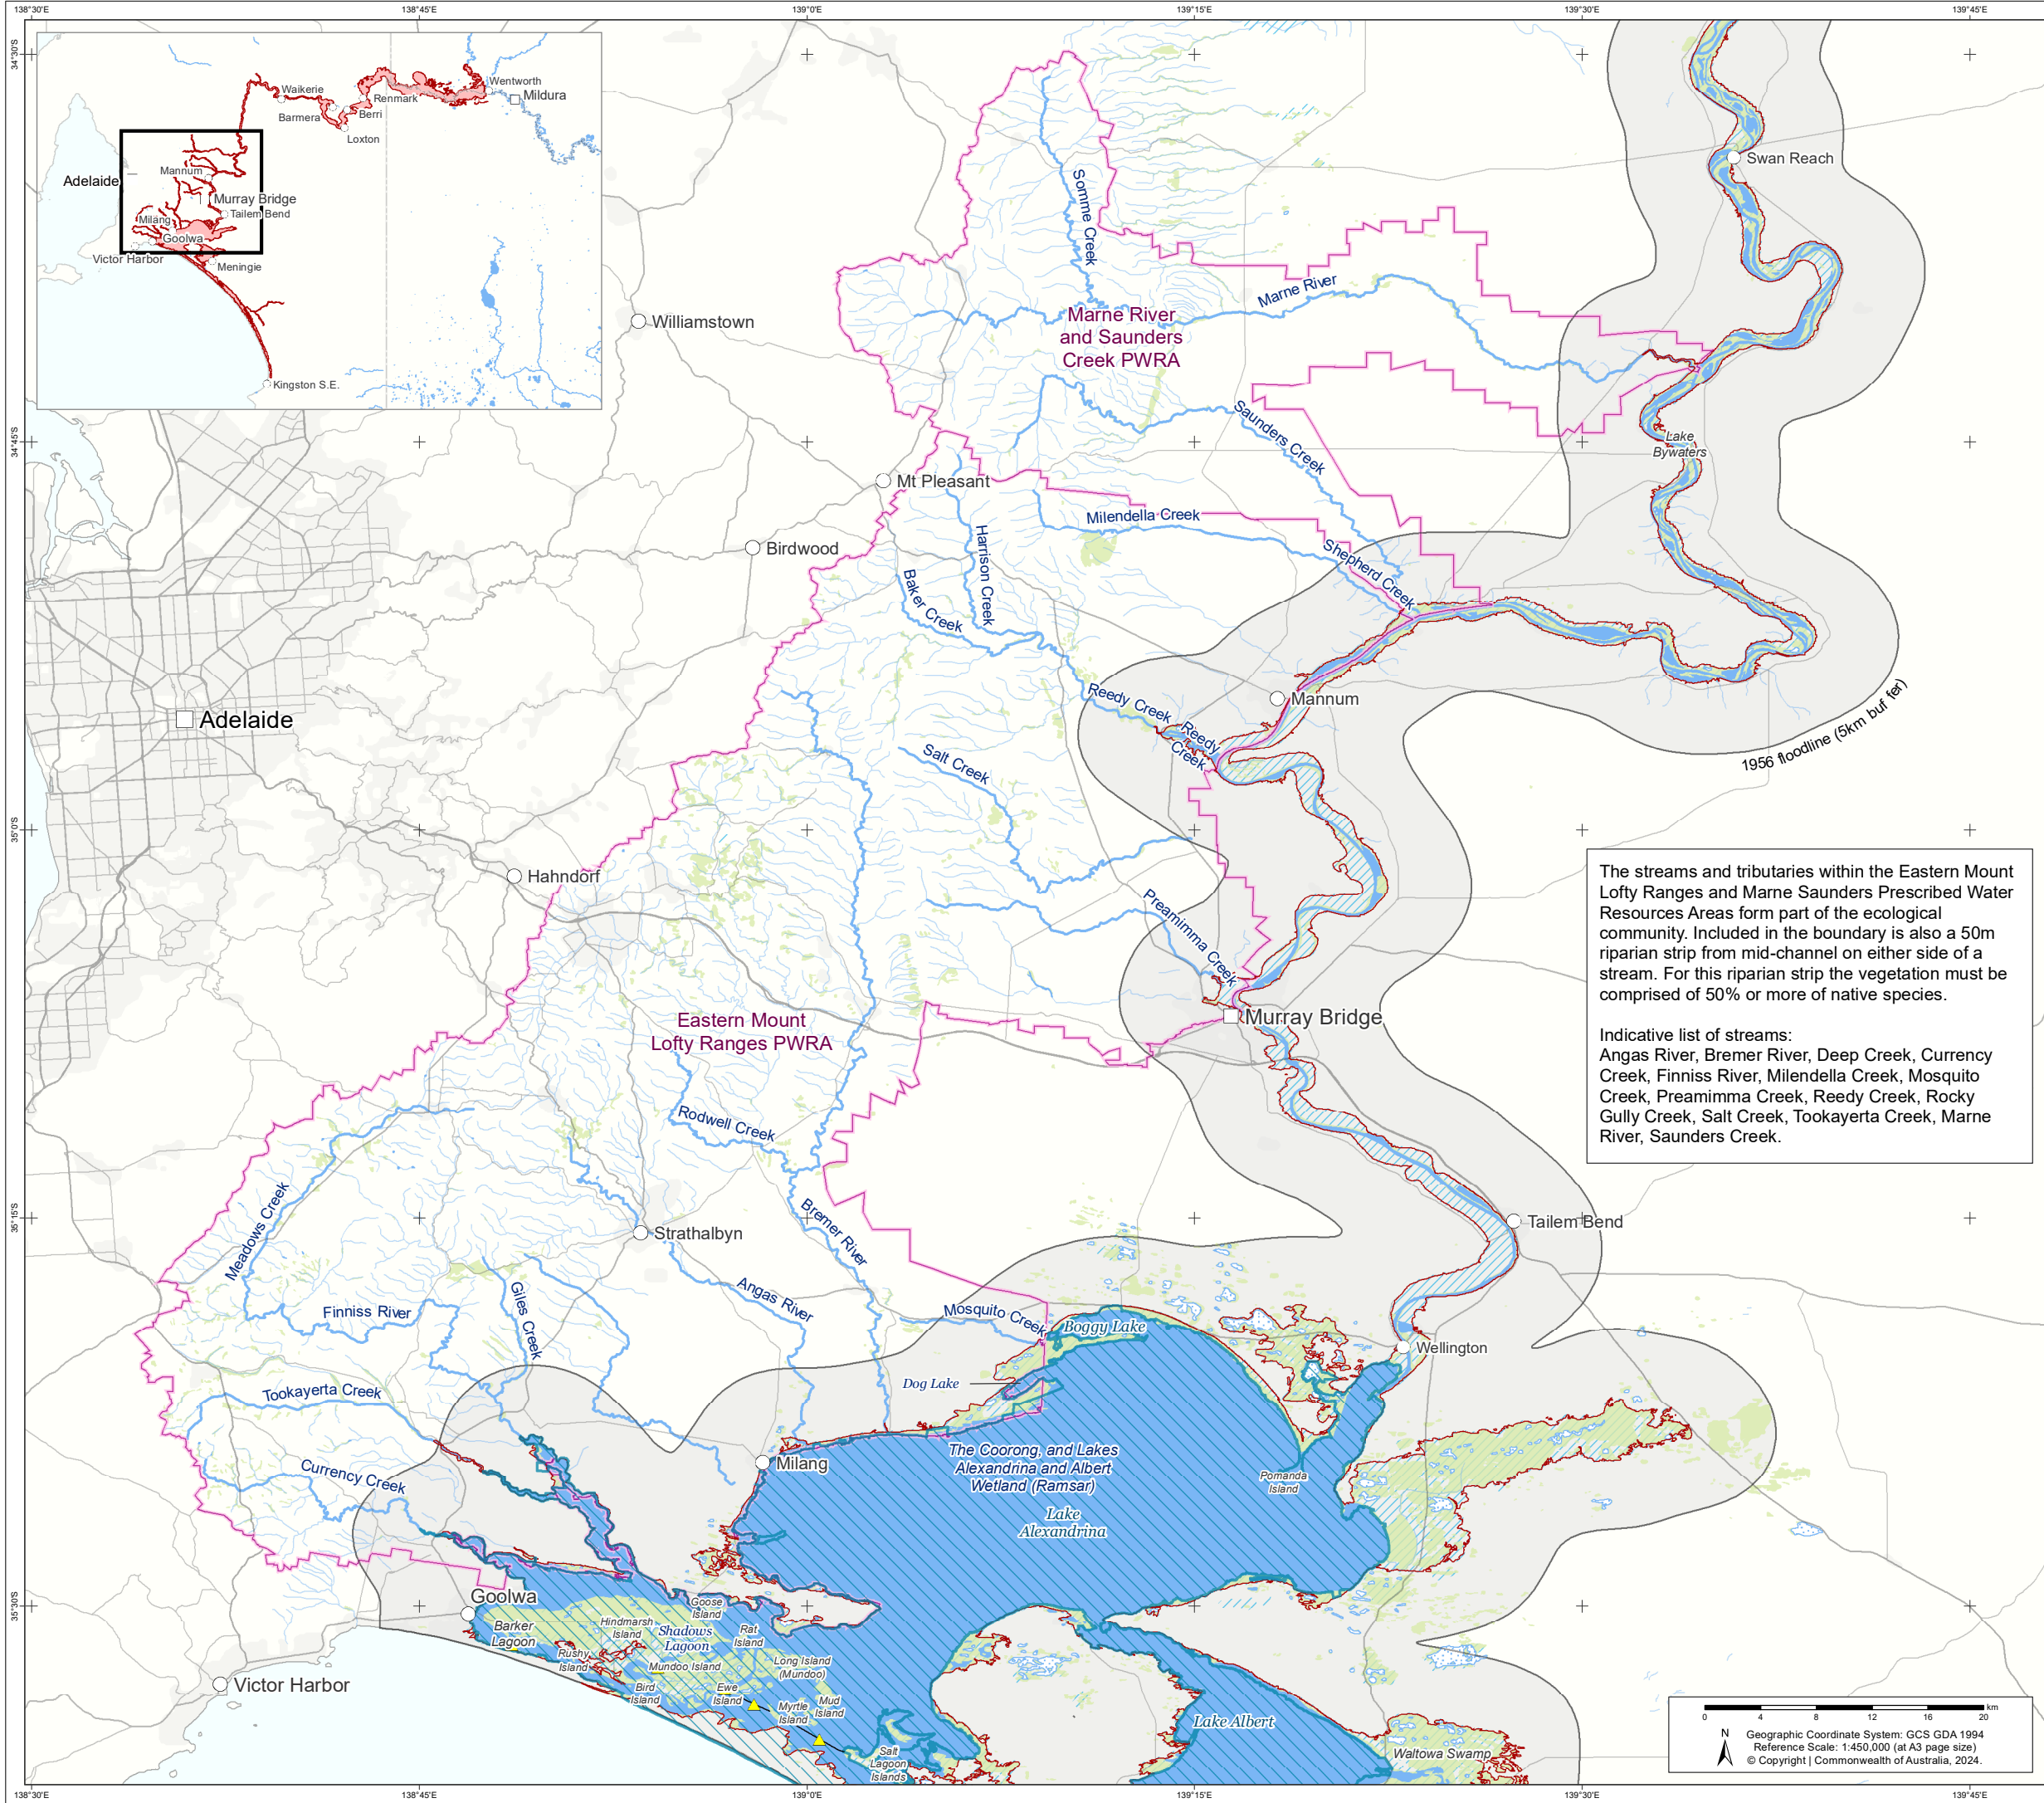 138°30'E
138°45'E
139°0'E
139°15'E
139°30'E
139°45'E
34°30'S
34°45'S
35°0'S
35°15'S
35°30'S
Waikerie
Wentworth
Renmark
Mildura
Barmera
Berri
Loxton
Mannum
Adelaide
Murray Bridge
Tailem Bend
Milang
Goolwa
Victor Harbor
Meningie
Kingston S.E.
Swan Reach
Somme Creek
Marne River
Williamstown
Marne River
and Saunders
Creek PWRA
Saunders Creek
Lake
Bywaters
Mt Pleasant
Milendella Creek
Harrison Creek
Birdwood
Shepherd Creek
Baker Creek
Reedy Creek
Reedy
Creek
Mannum
Adelaide
1956 floodline (5km buf fer)
Salt Creek
Hahndorf
Preamimma Creek
The streams and tributaries within the Eastern Mount
Lofty Ranges and Marne Saunders Prescribed Water
Resources Areas form part of the ecological
community. Included in the boundary is also a 50m
riparian strip from mid-channel on either side of a
stream. For this riparian strip the vegetation must be
comprised of 50% or more of native species.
Indicative list of streams:
Angas River, Bremer River, Deep Creek, Currency
Creek, Finniss River, Milendella Creek, Mosquito
Creek, Preamimma Creek, Reedy Creek, Rocky
Gully Creek, Salt Creek, Tookayerta Creek, Marne
River, Saunders Creek.
Murray Bridge
Eastern Mount
Lofty Ranges PWRA
Rodwell Creek
Meadows Creek
Strathalbyn
Bremer River
Tailem Bend
Finniss River
Giles Creek
Angas River
Mosquito Creek
Boggy Lake
Wellington
Tookayerta Creek
Dog Lake
Currency Creek
Milang
The Coorong, and Lakes
Alexandrina and Albert
Wetland (Ramsar)
Lake
Alexandrina
Pomanda
Island
Goolwa
Barker
Lagoon
Hindmarsh
Island
Goose
Island
Shadows
Lagoon
Rat
Island
Rushy
Island
Mundoo Island
Long Island
(Mundoo)
Bird
Island
Ewe
Island
Myrtle
Island
Mud
Island
Victor Harbor
Lake Albert
Salt
Lagoon
Islands
Waltowa Swamp
km
0 4 8 12 16 20
N
Geographic Coordinate System: GCS GDA 1994
Reference Scale: 1:450,000 (at A3 page size)
© Copyright | Commonwealth of Australia, 2024.
138°30'E
138°45'E
139°0'E
139°15'E
139°30'E
139°45'E